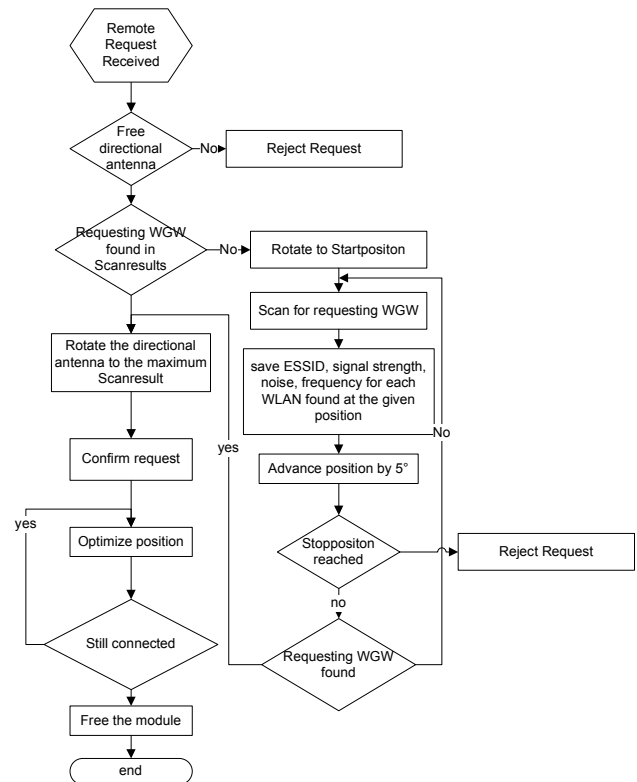 Remote
Request
Received
Free
directional
antenna
No
Reject Request
Requesting WGW
found in
Scanresults
No
Rotate to Startpositon
Scan for requesting WGW
Rotate the directional
antenna to the maximum
Scanresult
save ESSID, signal strength,
noise, frequency for each
WLAN found at the given
position
No
yes
Confirm request
Advance position by 5°
yes
Optimize position
Stoppositon
reached
Reject Request
no
Still connected
Requesting WGW
found
Free the module
end